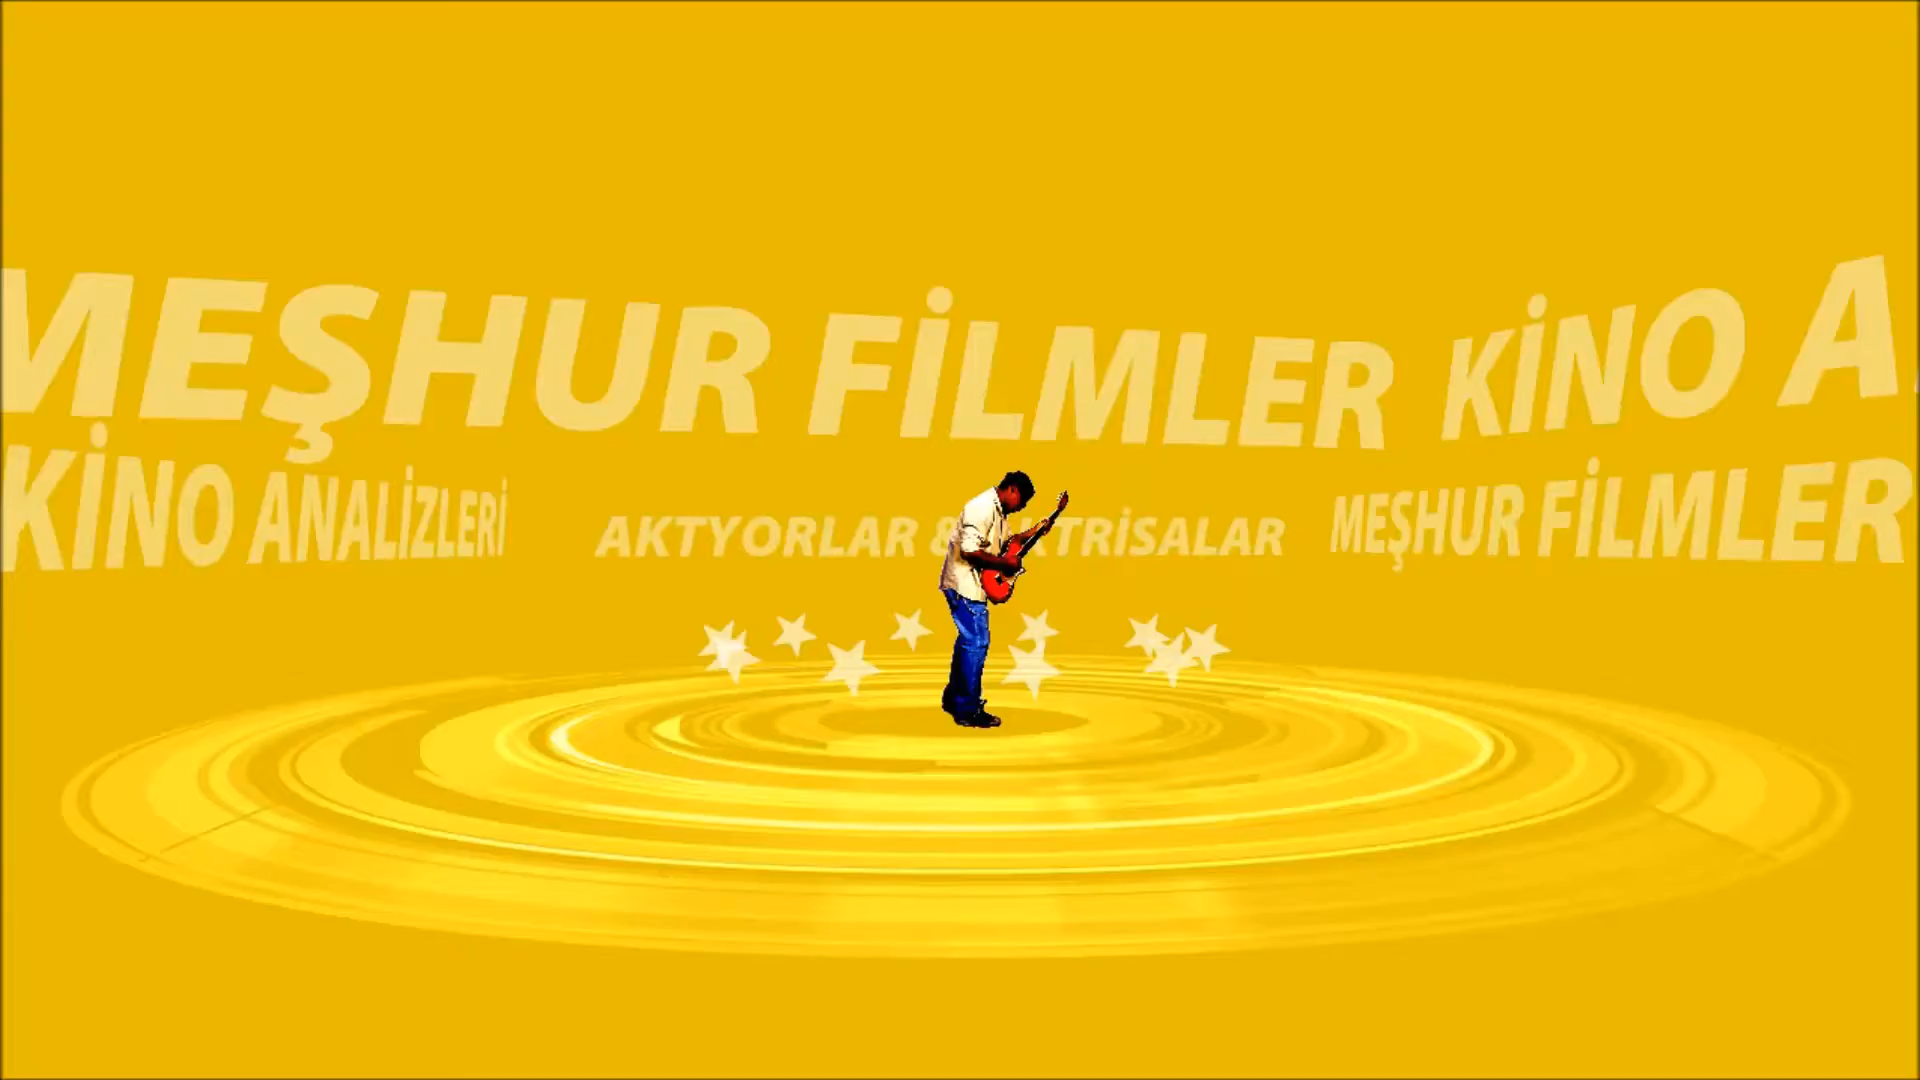 MEŞHUR FİLMLER KİNO A
KİNO ANALİZLERİ AKTYORLAR & TRİSALAR MEŞHUR FİLMLER